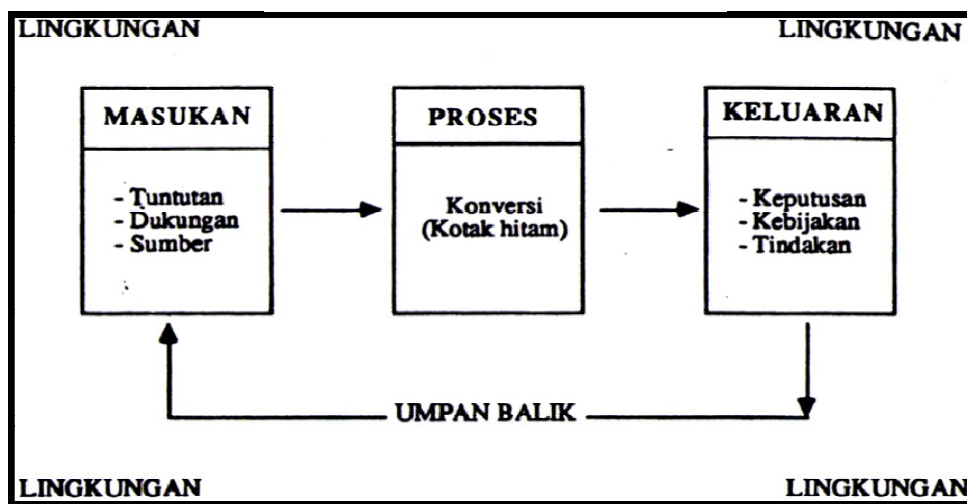 LINGKUNGAN
LINGKUNGAN
MASUKAN
- Tuntutan
- Dukungan
- Sumber
PROSES
Konversi
(Kotak hitam)
KELUARAN
- Keputusan
- Kebijakan
- Tindakan
UMPAN BALIK
LINGKUNGAN
LINGKUNGAN